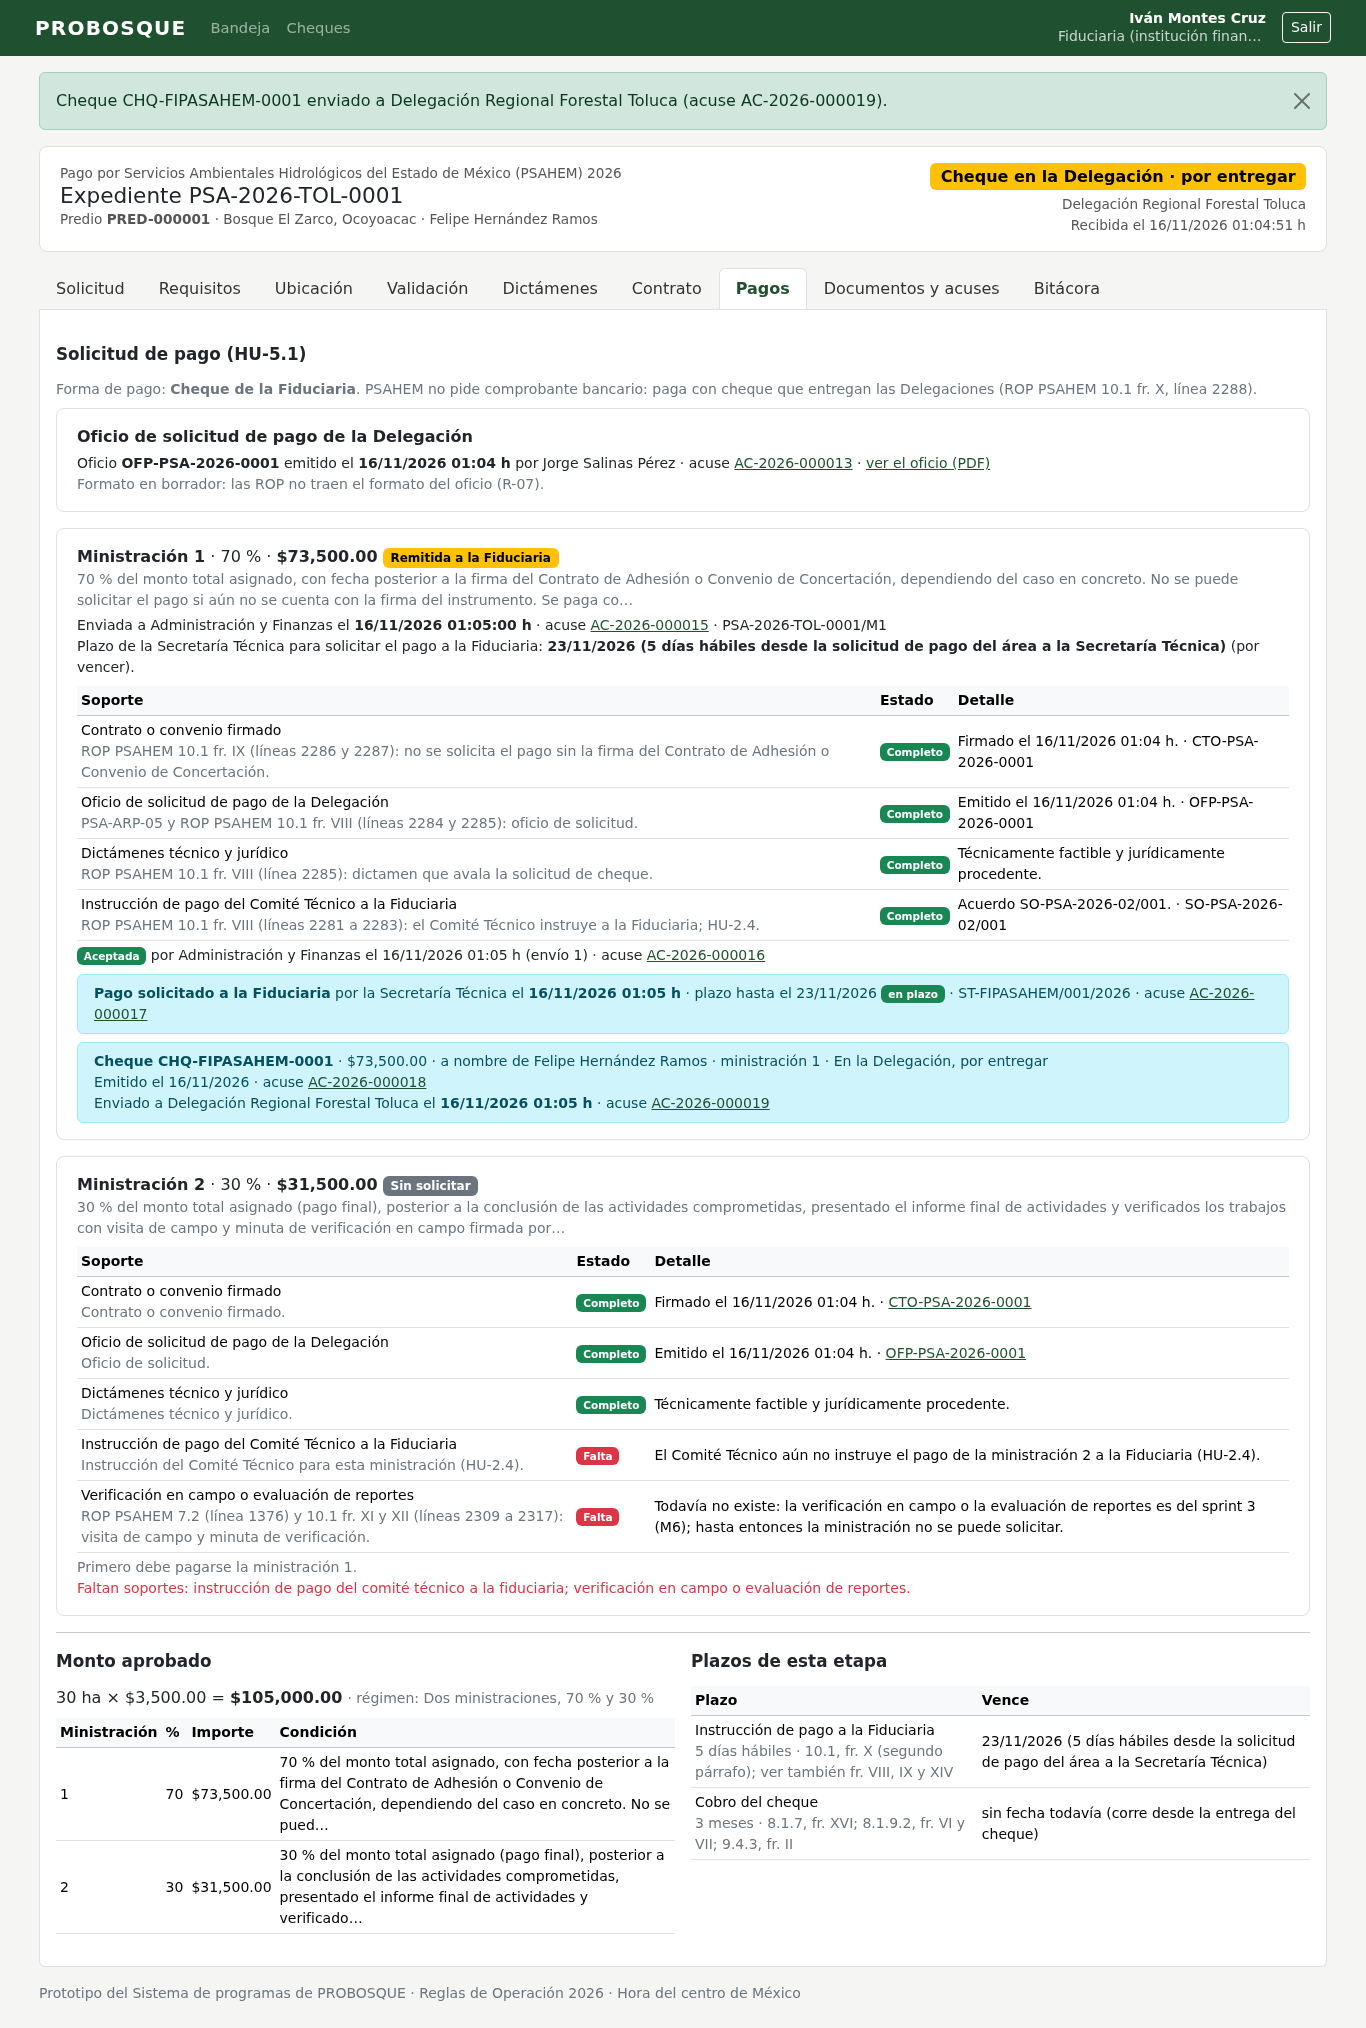 PROBOSQUE Bandeja Cheques
Iván Montes Cruz
Fiduciaria (institución finan…
Salir
Cheque CHQ-FIPASAHEM-0001 enviado a Delegación Regional Forestal Toluca (acuse AC-2026-000019).
Pago por Servicios Ambientales Hidrológicos del Estado de México (PSAHEM) 2026
Expediente PSA-2026-TOL-0001
Predio PRED-000001 · Bosque El Zarco, Ocoyoacac · Felipe Hernández Ramos
Cheque en la Delegación · por entregar
Delegación Regional Forestal Toluca
Recibida el 16/11/2026 01:04:51 h
Solicitud Requisitos Ubicación Validación Dictámenes Contrato Pagos Documentos y acuses Bitácora
Solicitud de pago (HU-5.1)
Forma de pago: Cheque de la Fiduciaria. PSAHEM no pide comprobante bancario: paga con cheque que entregan las Delegaciones (ROP PSAHEM 10.1 fr. X, línea 2288).
Oficio de solicitud de pago de la Delegación
Oficio OFP-PSA-2026-0001 emitido el 16/11/2026 01:04 h por Jorge Salinas Pérez · acuse AC-2026-000013 · ver el oficio (PDF)
Formato en borrador: las ROP no traen el formato del oficio (R-07).
Ministración 1 · 70 % · $73,500.00 Remitida a la Fiduciaria
70 % del monto total asignado, con fecha posterior a la firma del Contrato de Adhesión o Convenio de Concertación, dependiendo del caso en concreto. No se puede
solicitar el pago si aún no se cuenta con la firma del instrumento. Se paga co…
Enviada a Administración y Finanzas el 16/11/2026 01:05:00 h · acuse AC-2026-000015 · PSA-2026-TOL-0001/M1
Plazo de la Secretaría Técnica para solicitar el pago a la Fiduciaria: 23/11/2026 (5 días hábiles desde la solicitud de pago del área a la Secretaría Técnica) (por
vencer).
Soporte Estado Detalle
Contrato o convenio firmado
ROP PSAHEM 10.1 fr. IX (líneas 2286 y 2287): no se solicita el pago sin la firma del Contrato de Adhesión o
Convenio de Concertación.
Completo
Firmado el 16/11/2026 01:04 h. · CTO-PSA-
2026-0001
Oficio de solicitud de pago de la Delegación
PSA-ARP-05 y ROP PSAHEM 10.1 fr. VIII (líneas 2284 y 2285): oficio de solicitud.
Completo
Emitido el 16/11/2026 01:04 h. · OFP-PSA-
2026-0001
Dictámenes técnico y jurídico
ROP PSAHEM 10.1 fr. VIII (línea 2285): dictamen que avala la solicitud de cheque.
Completo
Técnicamente factible y jurídicamente
procedente.
Instrucción de pago del Comité Técnico a la Fiduciaria
ROP PSAHEM 10.1 fr. VIII (líneas 2281 a 2283): el Comité Técnico instruye a la Fiduciaria; HU-2.4.
Completo
Acuerdo SO-PSA-2026-02/001. · SO-PSA-2026-
02/001
Aceptada por Administración y Finanzas el 16/11/2026 01:05 h (envío 1) · acuse AC-2026-000016
Pago solicitado a la Fiduciaria por la Secretaría Técnica el 16/11/2026 01:05 h · plazo hasta el 23/11/2026 en plazo · ST-FIPASAHEM/001/2026 · acuse AC-2026-
000017
Cheque CHQ-FIPASAHEM-0001 · $73,500.00 · a nombre de Felipe Hernández Ramos · ministración 1 · En la Delegación, por entregar
Emitido el 16/11/2026 · acuse AC-2026-000018
Enviado a Delegación Regional Forestal Toluca el 16/11/2026 01:05 h · acuse AC-2026-000019
Ministración 2 · 30 % · $31,500.00 Sin solicitar
30 % del monto total asignado (pago final), posterior a la conclusión de las actividades comprometidas, presentado el informe final de actividades y verificados los trabajos
con visita de campo y minuta de verificación en campo firmada por…
Soporte Estado Detalle
Contrato o convenio firmado
Contrato o convenio firmado.
Completo
Firmado el 16/11/2026 01:04 h. · CTO-PSA-2026-0001
Oficio de solicitud de pago de la Delegación
Oficio de solicitud.
Completo
Emitido el 16/11/2026 01:04 h. · OFP-PSA-2026-0001
Dictámenes técnico y jurídico
Dictámenes técnico y jurídico.
Completo
Técnicamente factible y jurídicamente procedente.
Instrucción de pago del Comité Técnico a la Fiduciaria
Instrucción del Comité Técnico para esta ministración (HU-2.4).
Falta
El Comité Técnico aún no instruye el pago de la ministración 2 a la Fiduciaria (HU-2.4).
Verificación en campo o evaluación de reportes
ROP PSAHEM 7.2 (línea 1376) y 10.1 fr. XI y XII (líneas 2309 a 2317):
visita de campo y minuta de verificación.
Falta
Todavía no existe: la verificación en campo o la evaluación de reportes es del sprint 3
(M6); hasta entonces la ministración no se puede solicitar.
Primero debe pagarse la ministración 1.
Faltan soportes: instrucción de pago del comité técnico a la fiduciaria; verificación en campo o evaluación de reportes.
Monto aprobado
30 ha × $3,500.00 = $105,000.00 · régimen: Dos ministraciones, 70 % y 30 %
Ministración % Importe Condición
1 70 $73,500.00
70 % del monto total asignado, con fecha posterior a la
firma del Contrato de Adhesión o Convenio de
Concertación, dependiendo del caso en concreto. No se
pued…
2 30 $31,500.00
30 % del monto total asignado (pago final), posterior a
la conclusión de las actividades comprometidas,
presentado el informe final de actividades y
verificado…
Plazos de esta etapa
Plazo Vence
Instrucción de pago a la Fiduciaria
5 días hábiles · 10.1, fr. X (segundo
párrafo); ver también fr. VIII, IX y XIV
23/11/2026 (5 días hábiles desde la solicitud
de pago del área a la Secretaría Técnica)
Cobro del cheque
3 meses · 8.1.7, fr. XVI; 8.1.9.2, fr. VI y
VII; 9.4.3, fr. II
sin fecha todavía (corre desde la entrega del
cheque)
Prototipo del Sistema de programas de PROBOSQUE · Reglas de Operación 2026 · Hora del centro de México